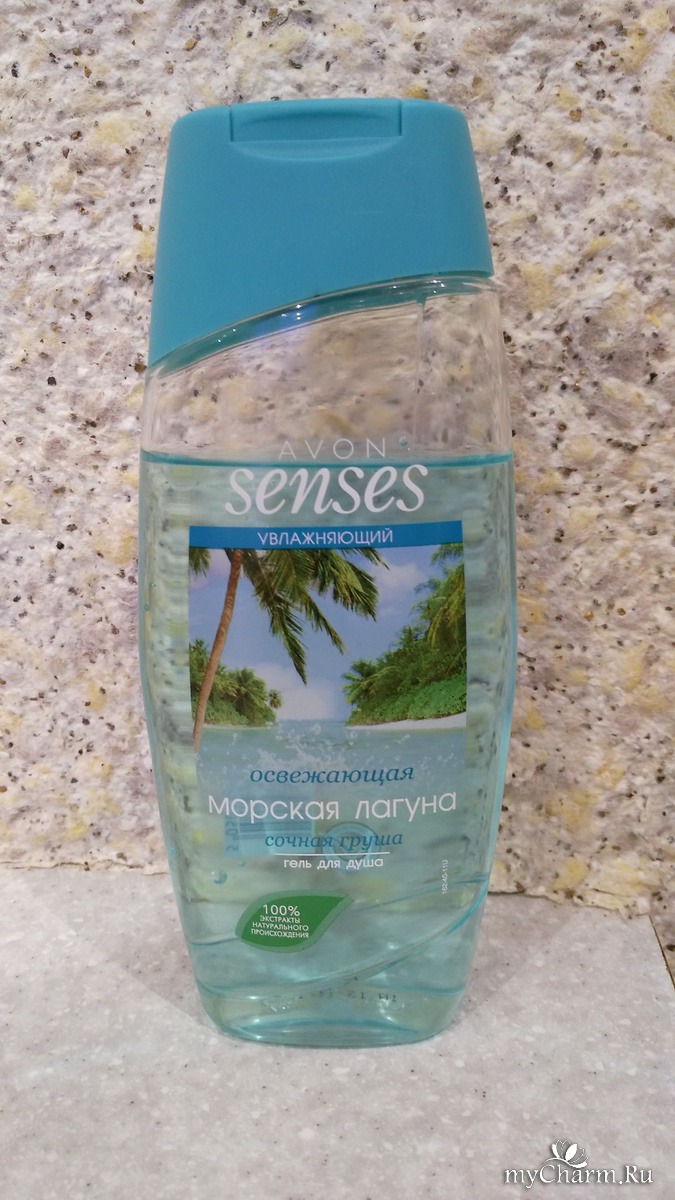 AVON
senses
УВЛАЖНЯЮЩИЙ
освежающая
МОРСКАЯ ЛАГУНА
сочная груша
ГЕЛЬ ДЛЯ ДУША
100%
ЭКСТРАКТЫ
НАТУРАЛЬНОГО
ПРОИСХОЖДЕНИЯ
myCharm.Ru